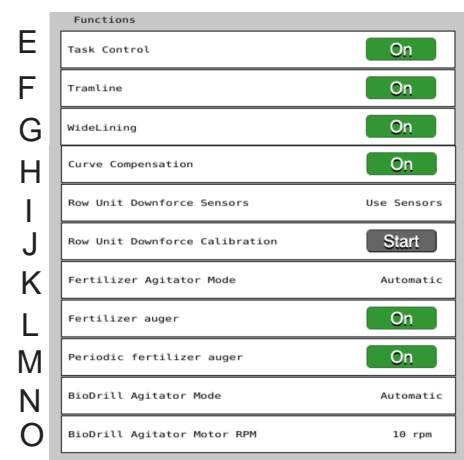 Functions
E Task Control On
F Tramline On
G WideLining On
H Curve Compensation On
I Row Unit Downforce Sensors Use Sensors
J Row Unit Downforce Calibration Start
K Fertilizer Agitator Mode Automatic
L Fertilizer auger On
M Periodic fertilizer auger On
N BioDrill Agitator Mode Automatic
O BioDrill Agitator Motor RPM 10 rpm